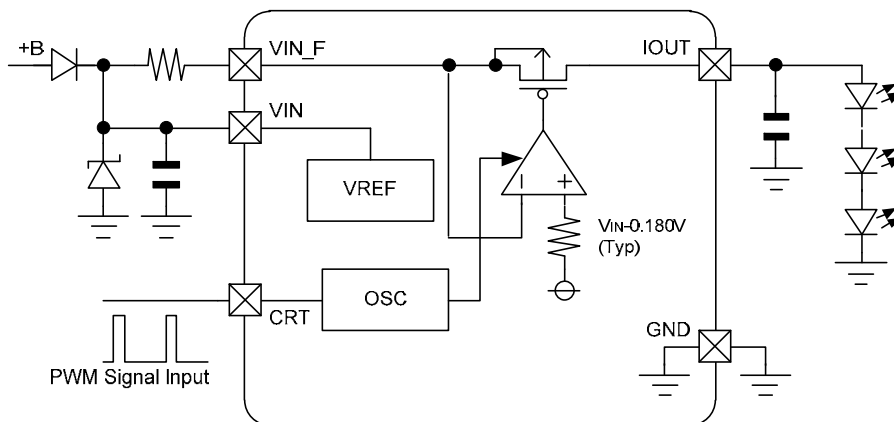 +B
VIN_F
IOUT
VIN
VREF
VIN-0.180V
(Typ)
OSC
CRT
GND
PWM Signal Input